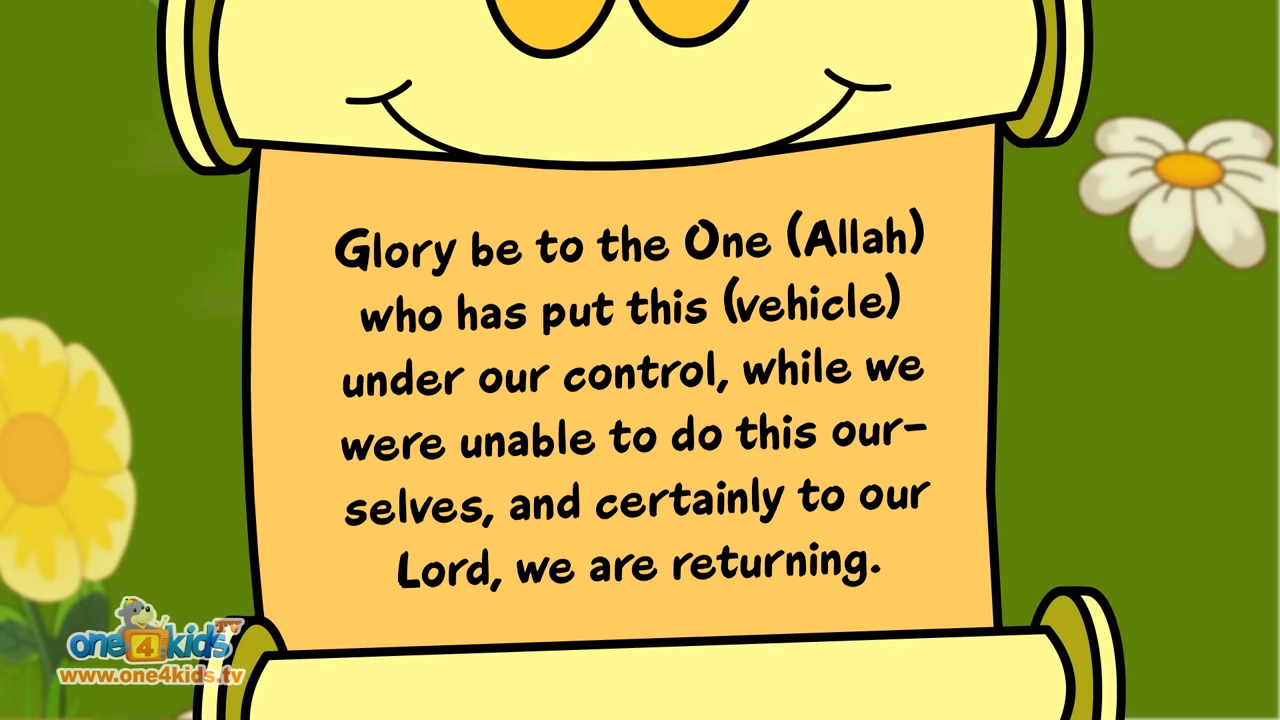 Glory be to the One (Allah)
who has put this (vehicle)
under our control, while we
were unable to do this our-
selves, and certainly to our
Lord, we are returning.
one4kids TV
www.one4kids.tv